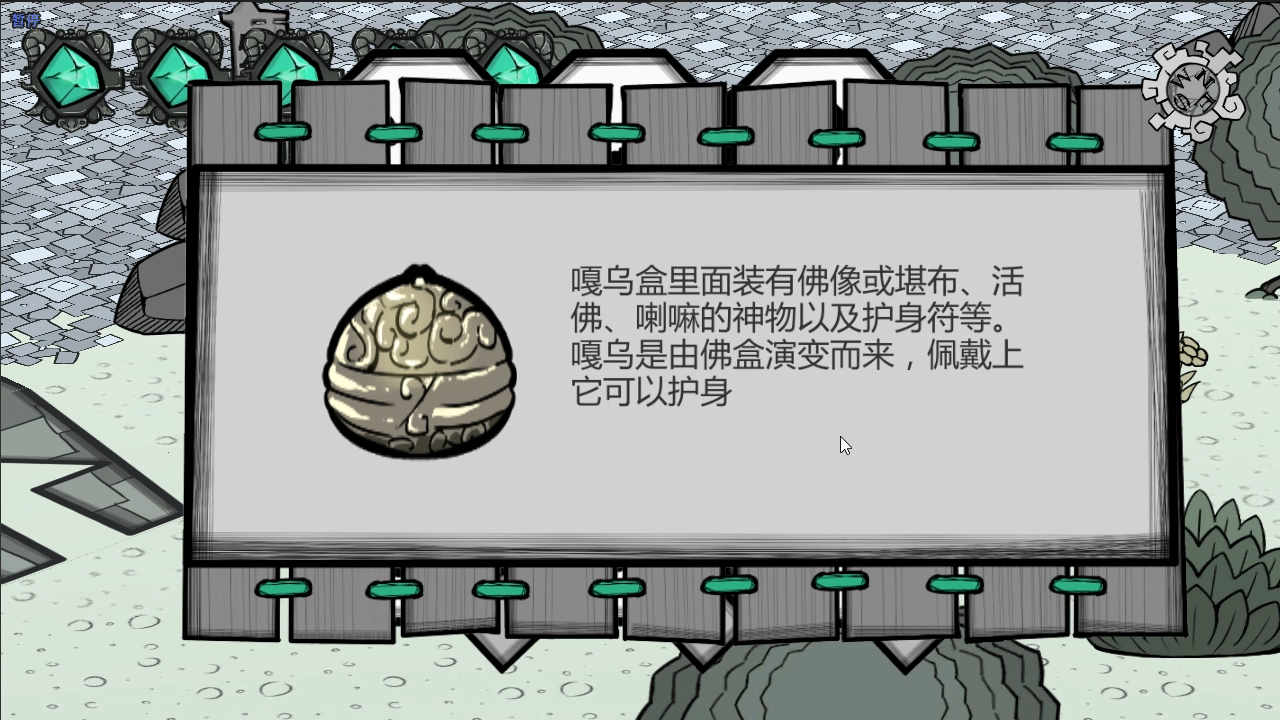 暂停
嘎乌盒里面装有佛像或堪布、活
佛、喇嘛的神物以及护身符等。
嘎乌是由佛盒演变而来，佩戴上
它可以护身